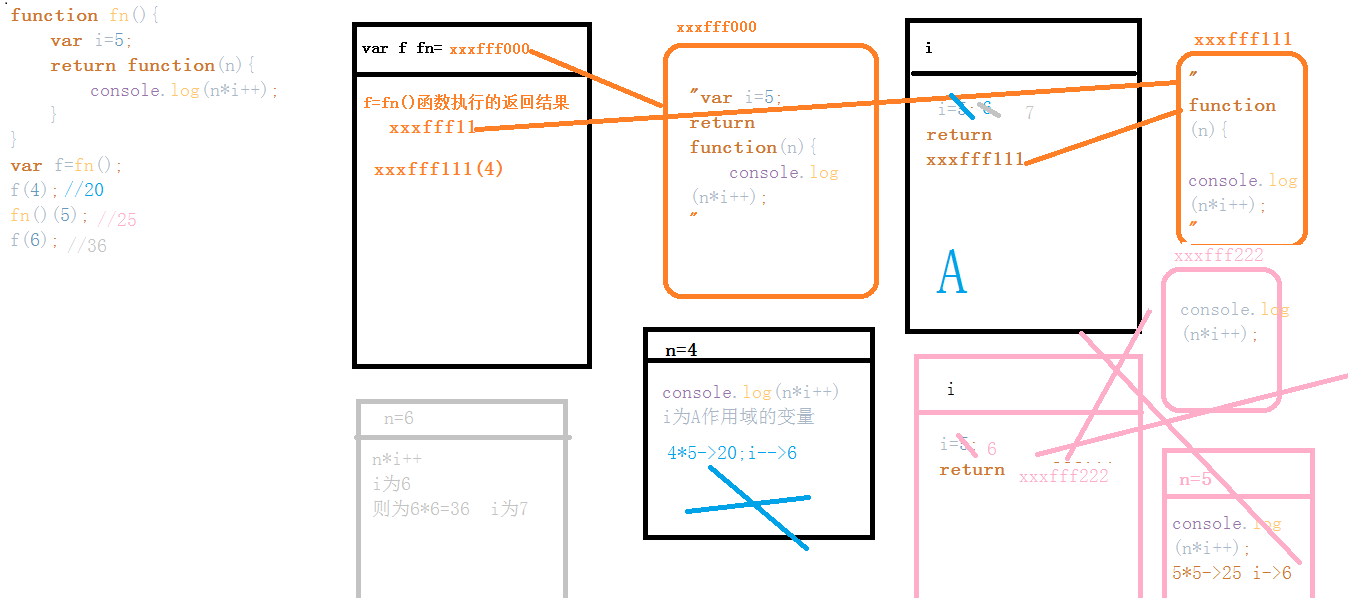 function fn(){
var i=5;
return function(n){
console.log(n*i++);
}
}
var f=fn();
f(4);//20
fn()(5); //25
f(6); //36
var f fn= xxxfff000
f=fn()函数执行的返回结果
xxxfff11
xxxfff111(4)
xxxfff000
"var i=5;
return
function(n){
console.log
(n*i++);
"
i
i=5; 6 7
return
xxxfff111
A
xxxfff111
"
function
(n){
console.log
(n*i++);
"
xxxfff222
console.log
(n*i++);
n=4
console.log(n*i++)
i为A作用域的变量
4*5->20;i-->6
n=6
n*i++
i为6
则为6*6=36 i为7
i
i=5; 6
return
xxxfff222
n=5
console.log
(n*i++);
5*5->25 i->6